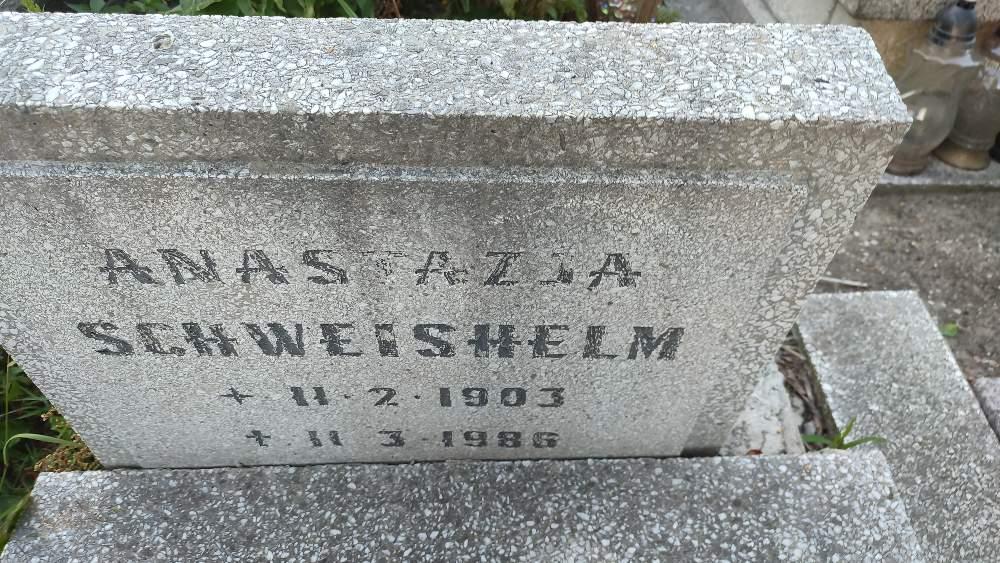 ANASTAZJA
SCHWEISHELM
+ 11·2·1903
+ 11 3·1986